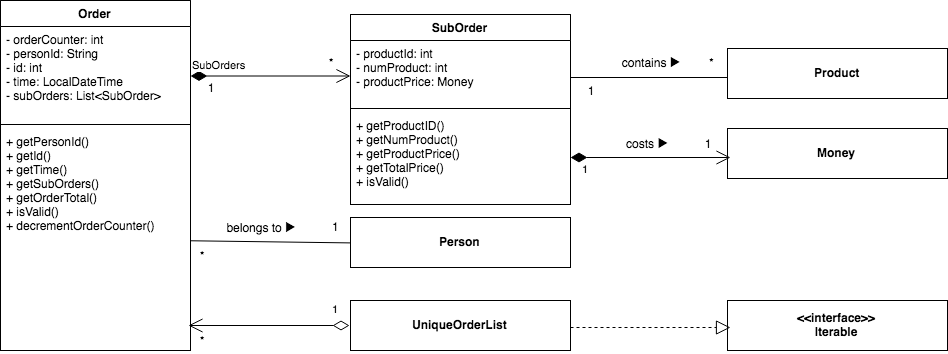 Order
- orderCounter: int
- personId: String
- id: int
- time: LocalDateTime
- subOrders: List<SubOrder>
+ getPersonId()
+ getId()
+ getTime()
+ getSubOrders()
+ getOrderTotal()
+ isValid()
+ decrementOrderCounter()
SubOrders
1
*
SubOrder
- productId: int
- numProduct: int
- productPrice: Money
+ getProductID()
+ getNumProduct()
+ getProductPrice()
+ getTotalPrice()
+ isValid()
contains ▶
1
*
Product
costs ▶
1
1
Money
belongs to ▶
*
1
Person
1
*
UniqueOrderList
<<interface>>
Iterable